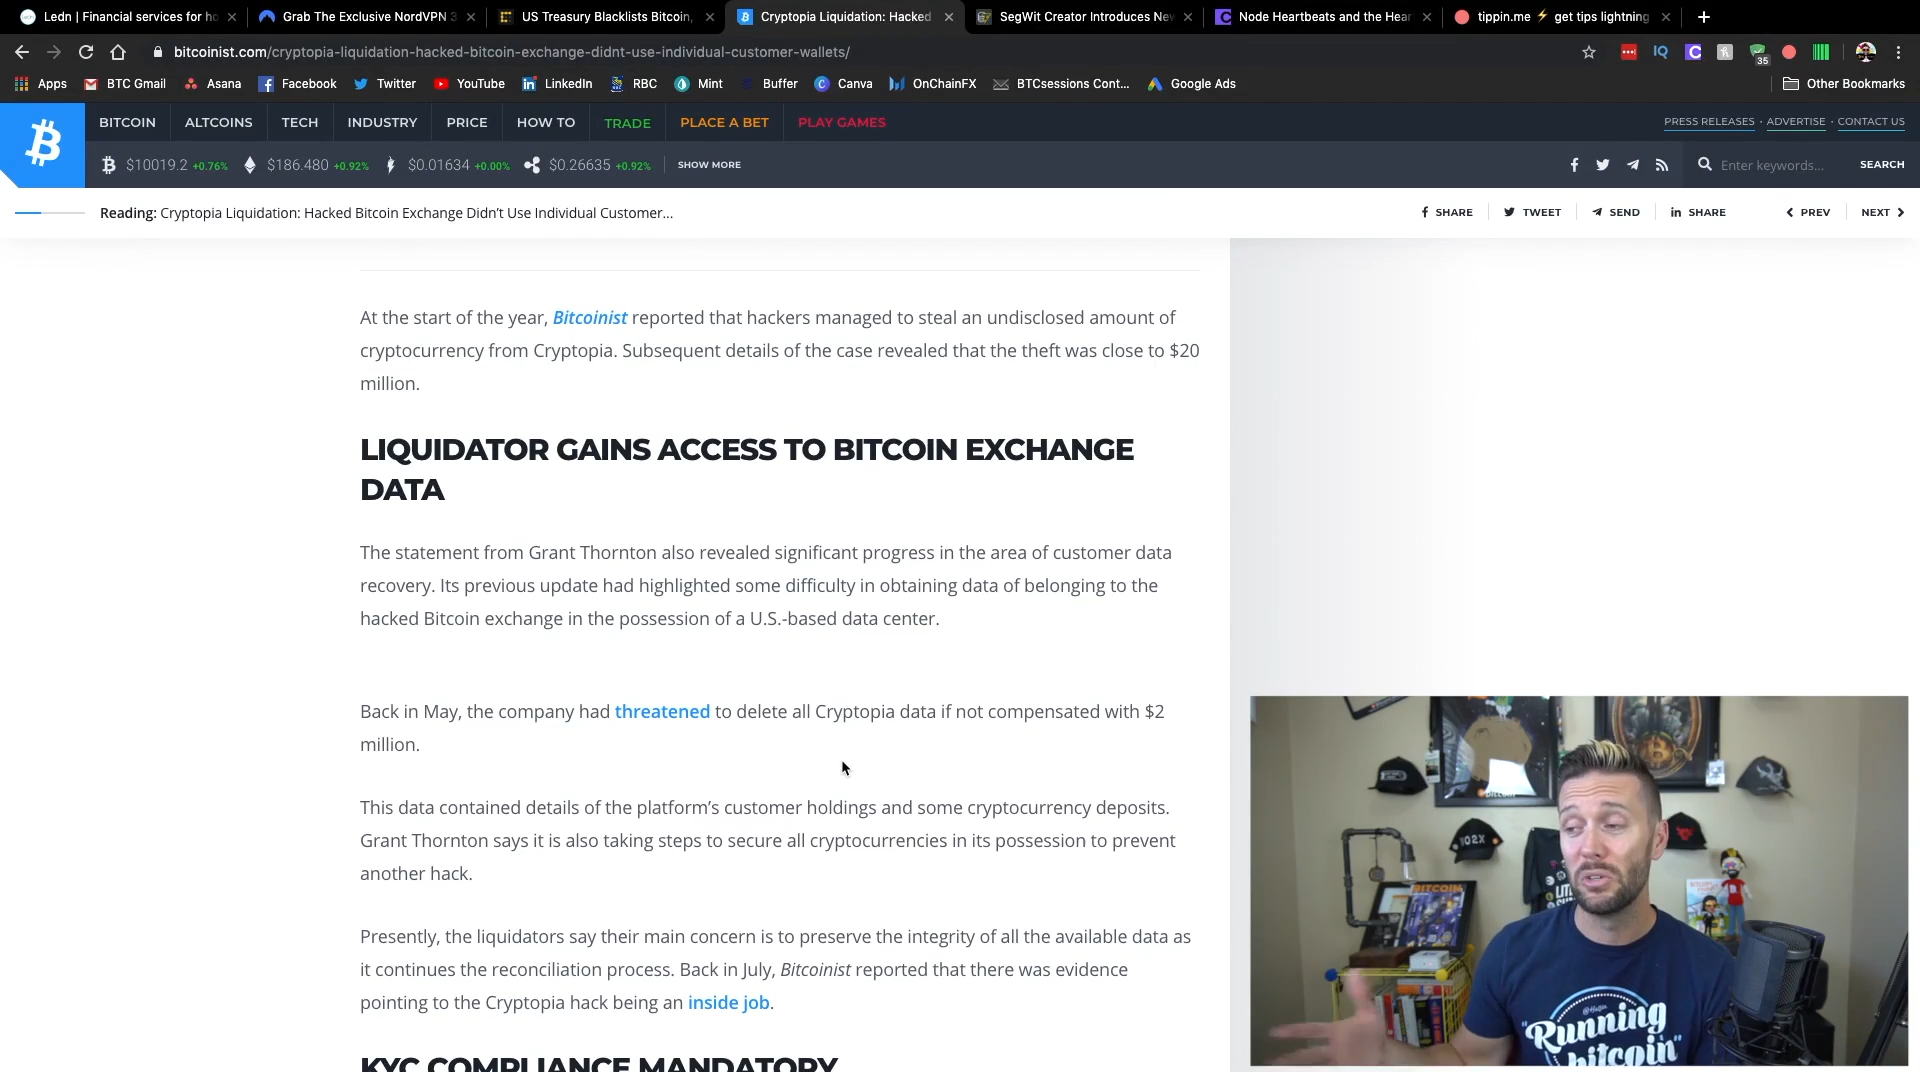 Ledn | Financial services for ho
Grab The Exclusive NordVPN 3
US Treasury Blacklists Bitcoin,
Cryptopia Liquidation: Hacked
SegWit Creator Introduces Nev
Node Heartbeats and the Hear
tippin.me ⚡ get tips lightning
bitcoinist.com/cryptopia-liquidation-hacked-bitcoin-exchange-didnt-use-individual-customer-wallets/
IQ
35
Apps
BTC Gmail
Asana
Facebook
Twitter
YouTube
LinkedIn
RBC
Mint
Buffer
Canva
OnChainFX
BTCsessions Cont...
Google Ads
Other Bookmarks
BITCOIN
ALTCOINS
TECH
INDUSTRY
PRICE
HOW TO
TRADE
PLACE A BET
PLAY GAMES
PRESS RELEASES · ADVERTISE · CONTACT US
$10019.2 +0.76%
$186.480 +0.92%
$0.01634 +0.00%
$0.26635 +0.92%
SHOW MORE
Enter keywords...
SEARCH
Reading: Cryptopia Liquidation: Hacked Bitcoin Exchange Didn’t Use Individual Customer...
SHARE
TWEET
SEND
SHARE
PREV
NEXT
At the start of the year, Bitcoinist reported that hackers managed to steal an undisclosed amount of
cryptocurrency from Cryptopia. Subsequent details of the case revealed that the theft was close to $20
million.
LIQUIDATOR GAINS ACCESS TO BITCOIN EXCHANGE
DATA
The statement from Grant Thornton also revealed significant progress in the area of customer data
recovery. Its previous update had highlighted some difficulty in obtaining data of belonging to the
hacked Bitcoin exchange in the possession of a U.S.-based data center.
Back in May, the company had threatened to delete all Cryptopia data if not compensated with $2
million.
This data contained details of the platform’s customer holdings and some cryptocurrency deposits.
Grant Thornton says it is also taking steps to secure all cryptocurrencies in its possession to prevent
another hack.
Presently, the liquidators say their main concern is to preserve the integrity of all the available data as
it continues the reconciliation process. Back in July, Bitcoinist reported that there was evidence
pointing to the Cryptopia hack being an inside job.
KYC COMPLIANCE MANDATORY
NO2X
BITCOIN
"Running
bitcoin"